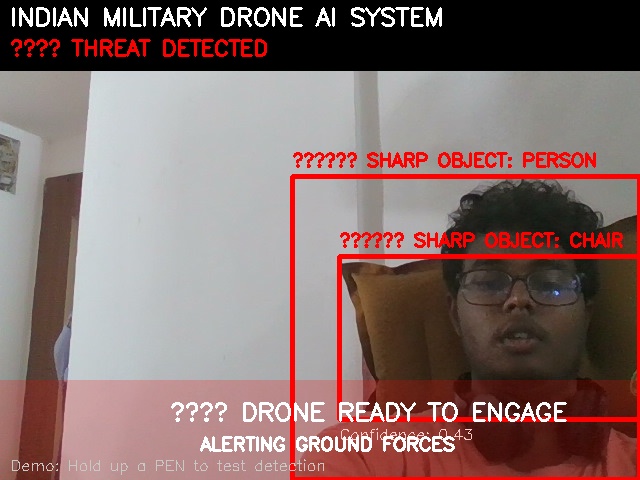 INDIAN MILITARY DRONE AI SYSTEM
???? THREAT DETECTED
?????? SHARP OBJECT: PERSON
?????? SHARP OBJECT: CHAIR
???? DRONE READY TO ENGAGE
Confidence: 0.43
ALERTING GROUND FORCES
Demo: Hold up a PEN to test detection